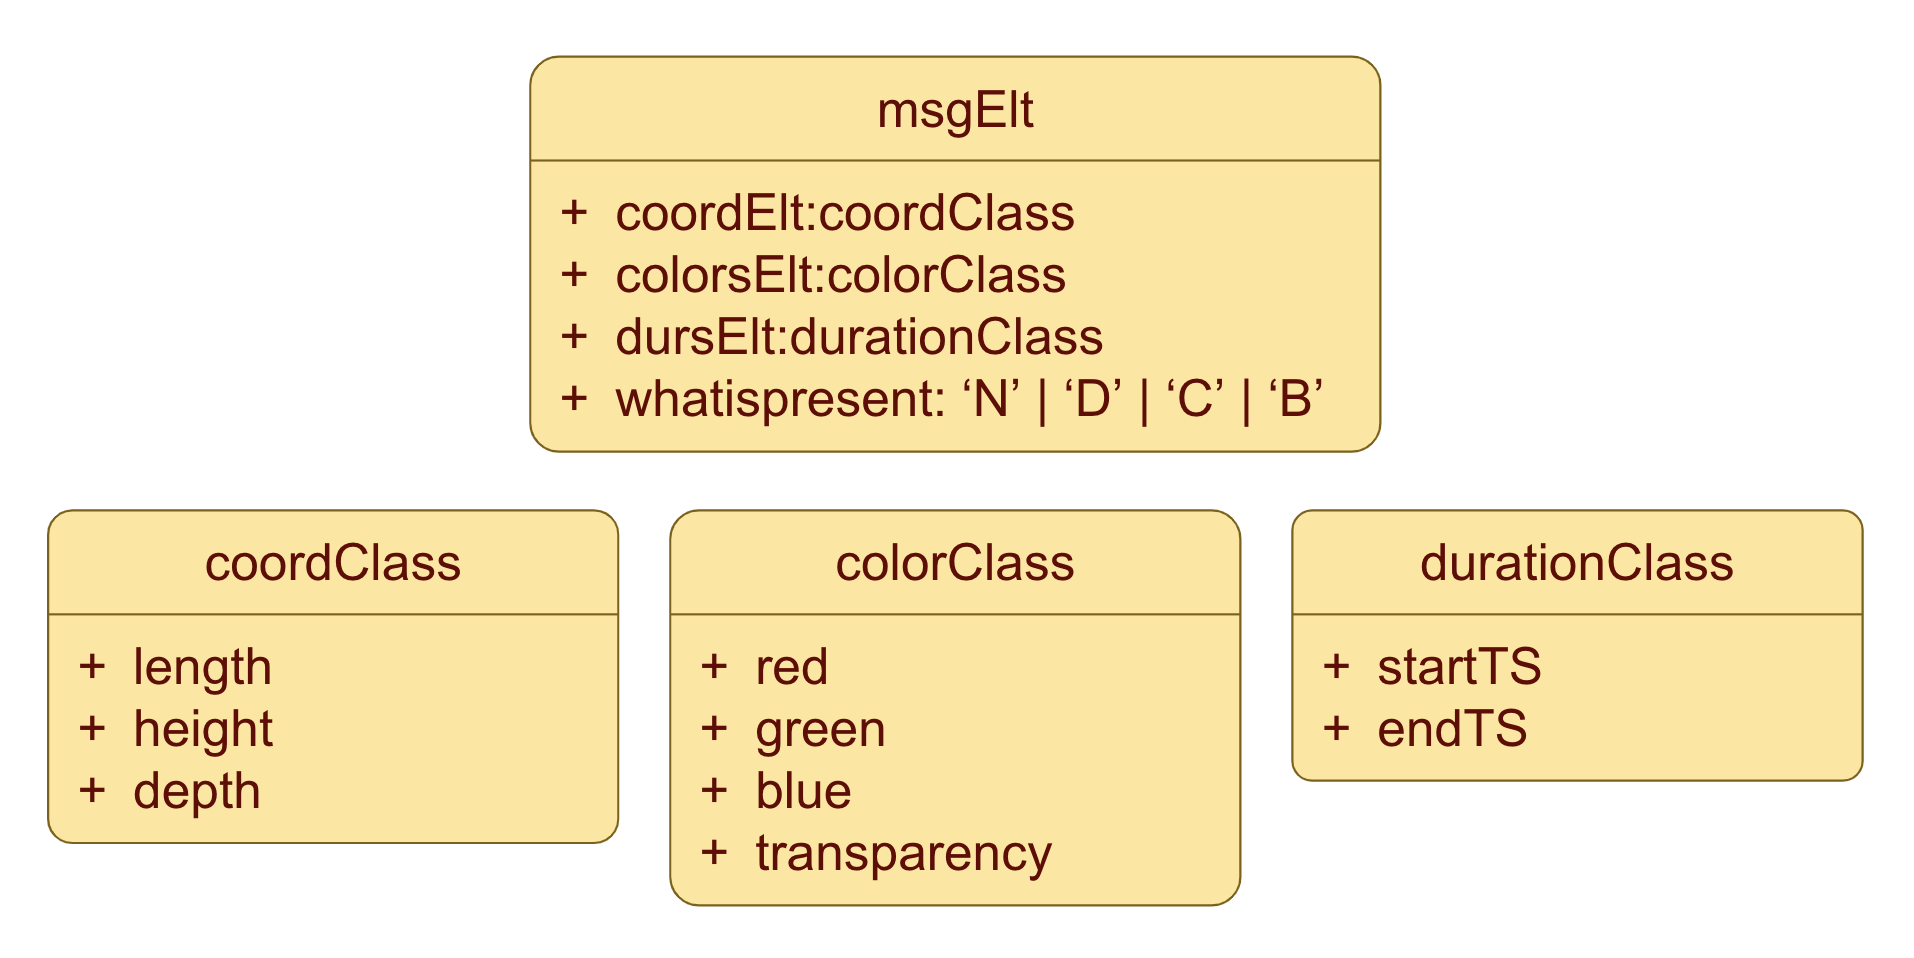 msgElt
+ coordElt:coordClass
+ colorsElt:colorClass
+ dursElt:durationClass
+ whatispresent: ‘N’ | ‘D’ | ‘C’ | ‘B’
coordClass
+ length
+ height
+ depth
colorClass
+ red
+ green
+ blue
+ transparency
durationClass
+ startTS
+ endTS